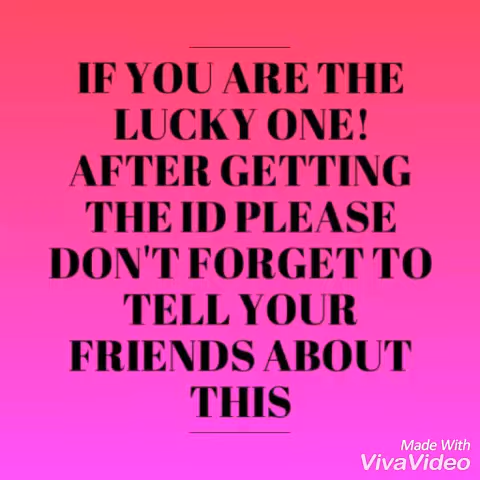 IF YOU ARE THE
LUCKY ONE!
AFTER GETTING
THE ID PLEASE
DON'T FORGET TO
TELL YOUR
FRIENDS ABOUT
THIS
Made With
VivaVideo